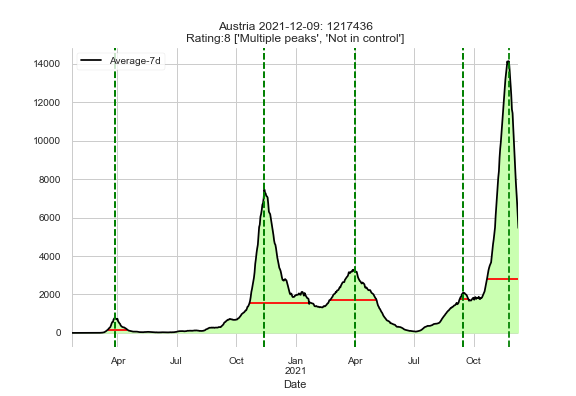 Austria 2021-12-09: 1217436
Rating:8 ['Multiple peaks', 'Not in control']
Average-7d
14000
12000
10000
8000
6000
4000
2000
0
Apr Jul Oct Jan Apr Jul Oct
2021
Date